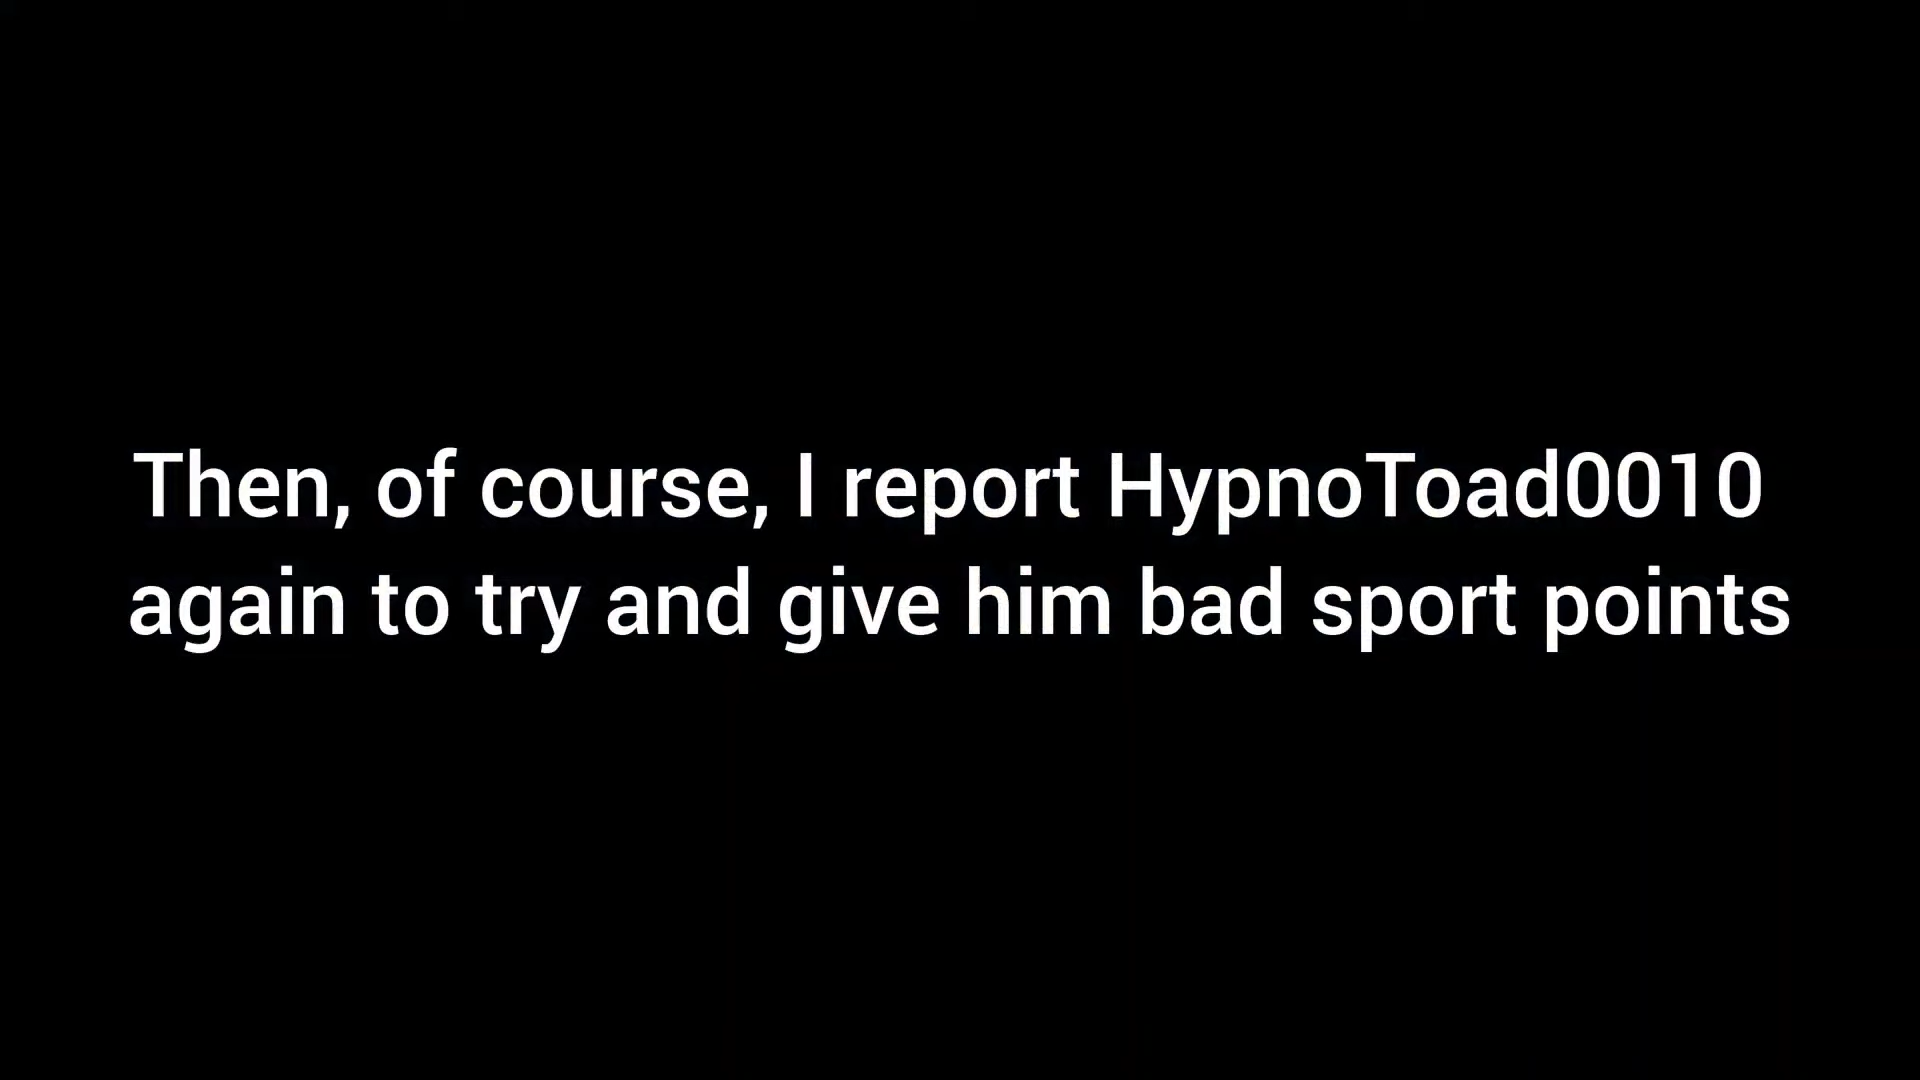 Then, of course, I report HypnoToad0010
again to try and give him bad sport points